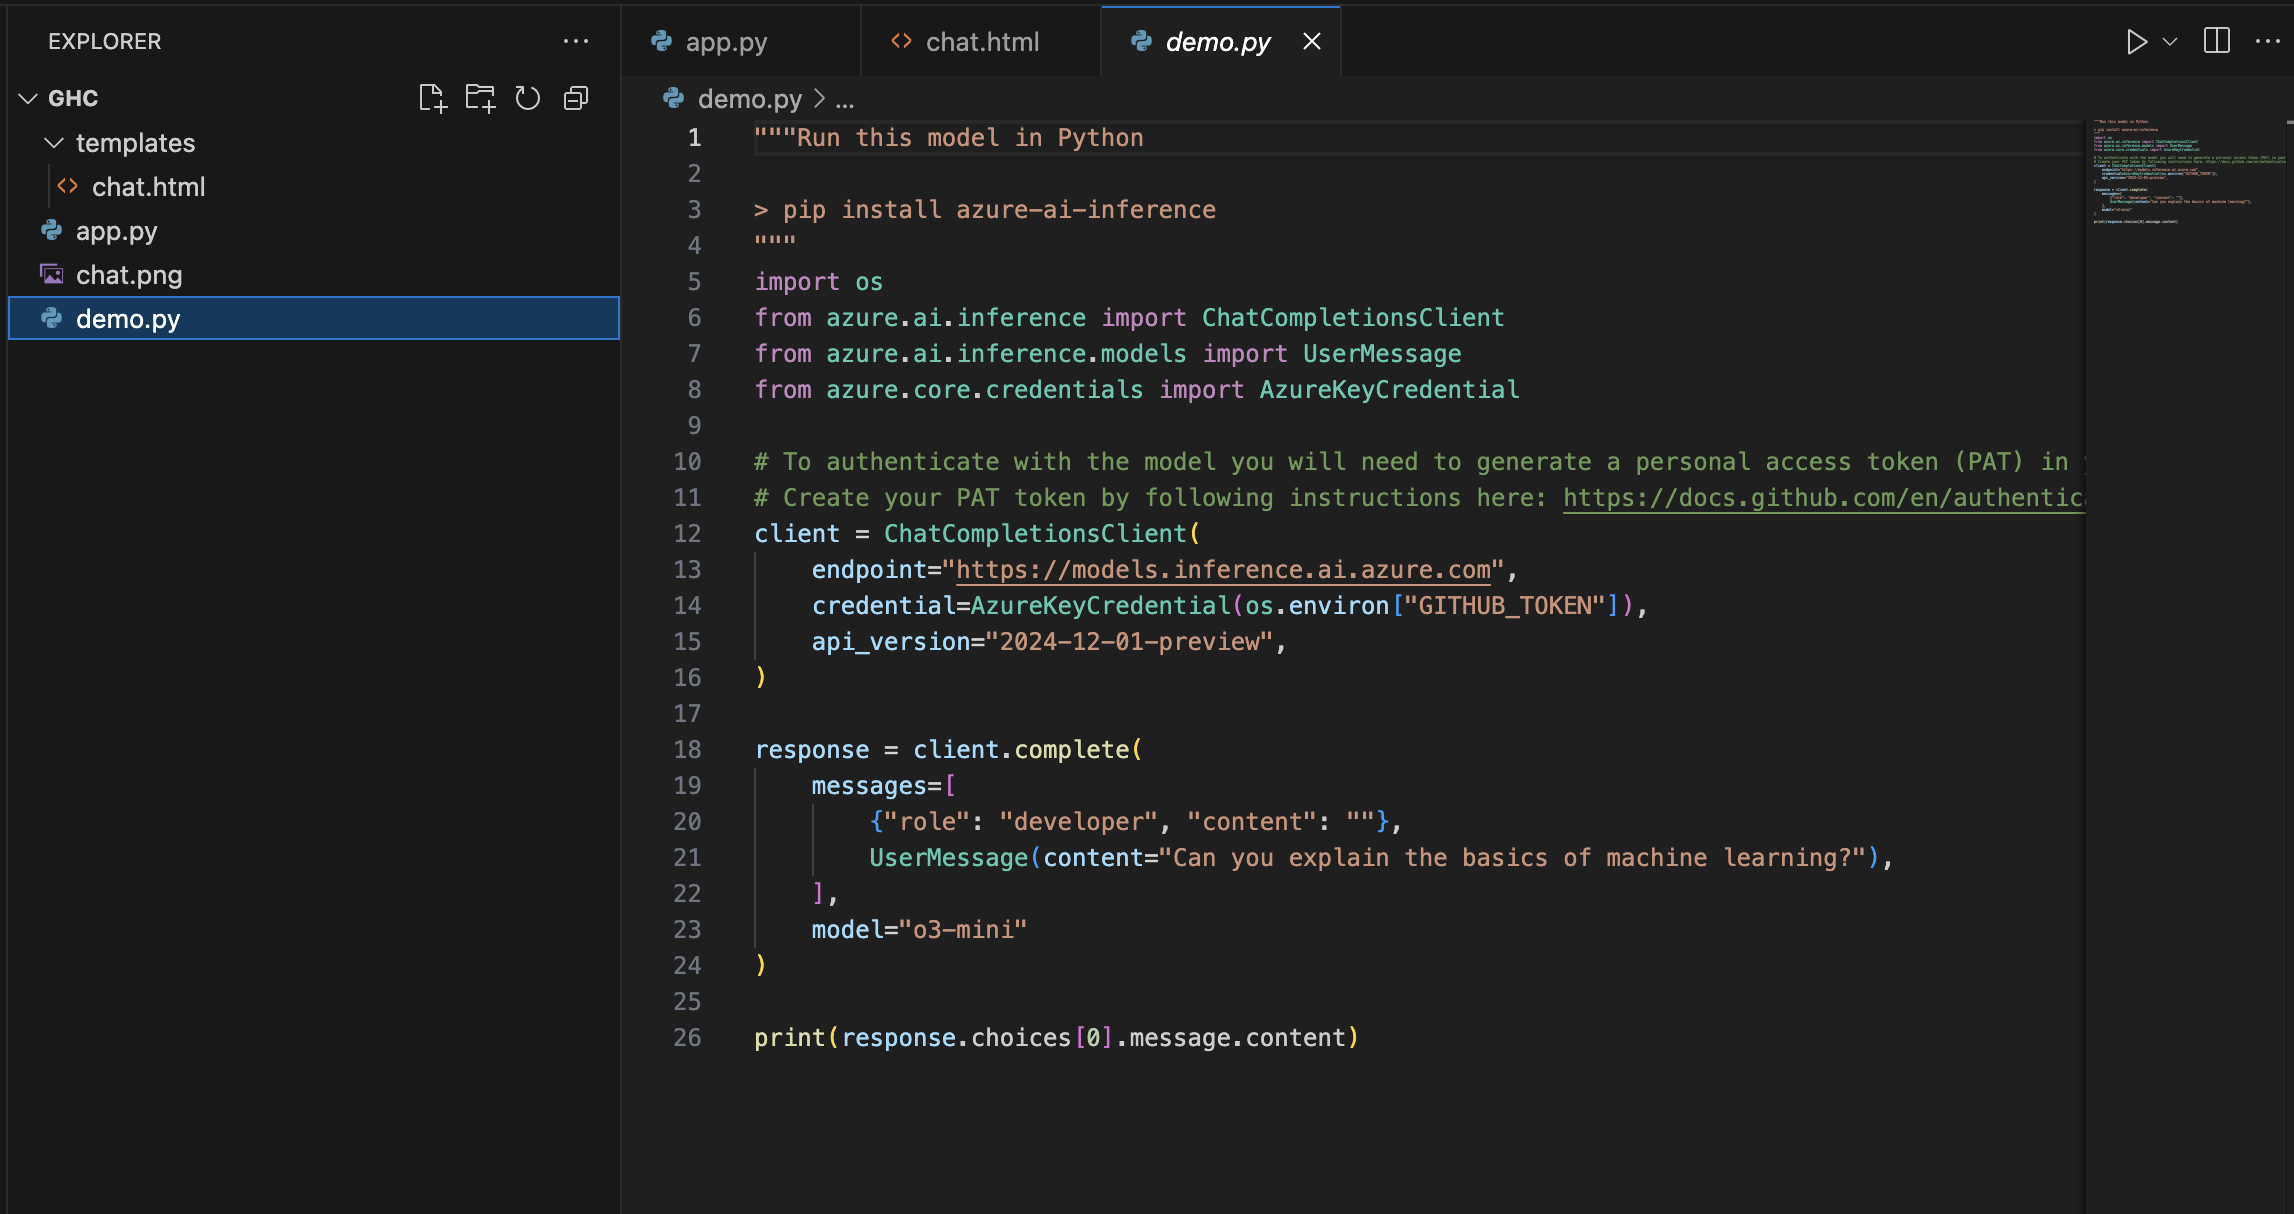 EXPLORER
GHC
templates
chat.html
app.py
chat.png
demo.py
app.py
chat.html
demo.py
demo.py > ...
1 """Run this model in Python
2
3 > pip install azure-ai-inference
4 """
5 import os
6 from azure.ai.inference import ChatCompletionsClient
7 from azure.ai.inference.models import UserMessage
8 from azure.core.credentials import AzureKeyCredential
9
10 # To authenticate with the model you will need to generate a personal access token (PAT) in
11 # Create your PAT token by following instructions here: https://docs.github.com/en/authentic
12 client = ChatCompletionsClient(
13     endpoint="https://models.inference.ai.azure.com",
14     credential=AzureKeyCredential(os.environ["GITHUB_TOKEN"]),
15     api_version="2024-12-01-preview",
16 )
17
18 response = client.complete(
19     messages=[
20         {"role": "developer", "content": ""},
21         UserMessage(content="Can you explain the basics of machine learning?"),
22     ],
23     model="o3-mini"
24 )
25
26 print(response.choices[0].message.content)